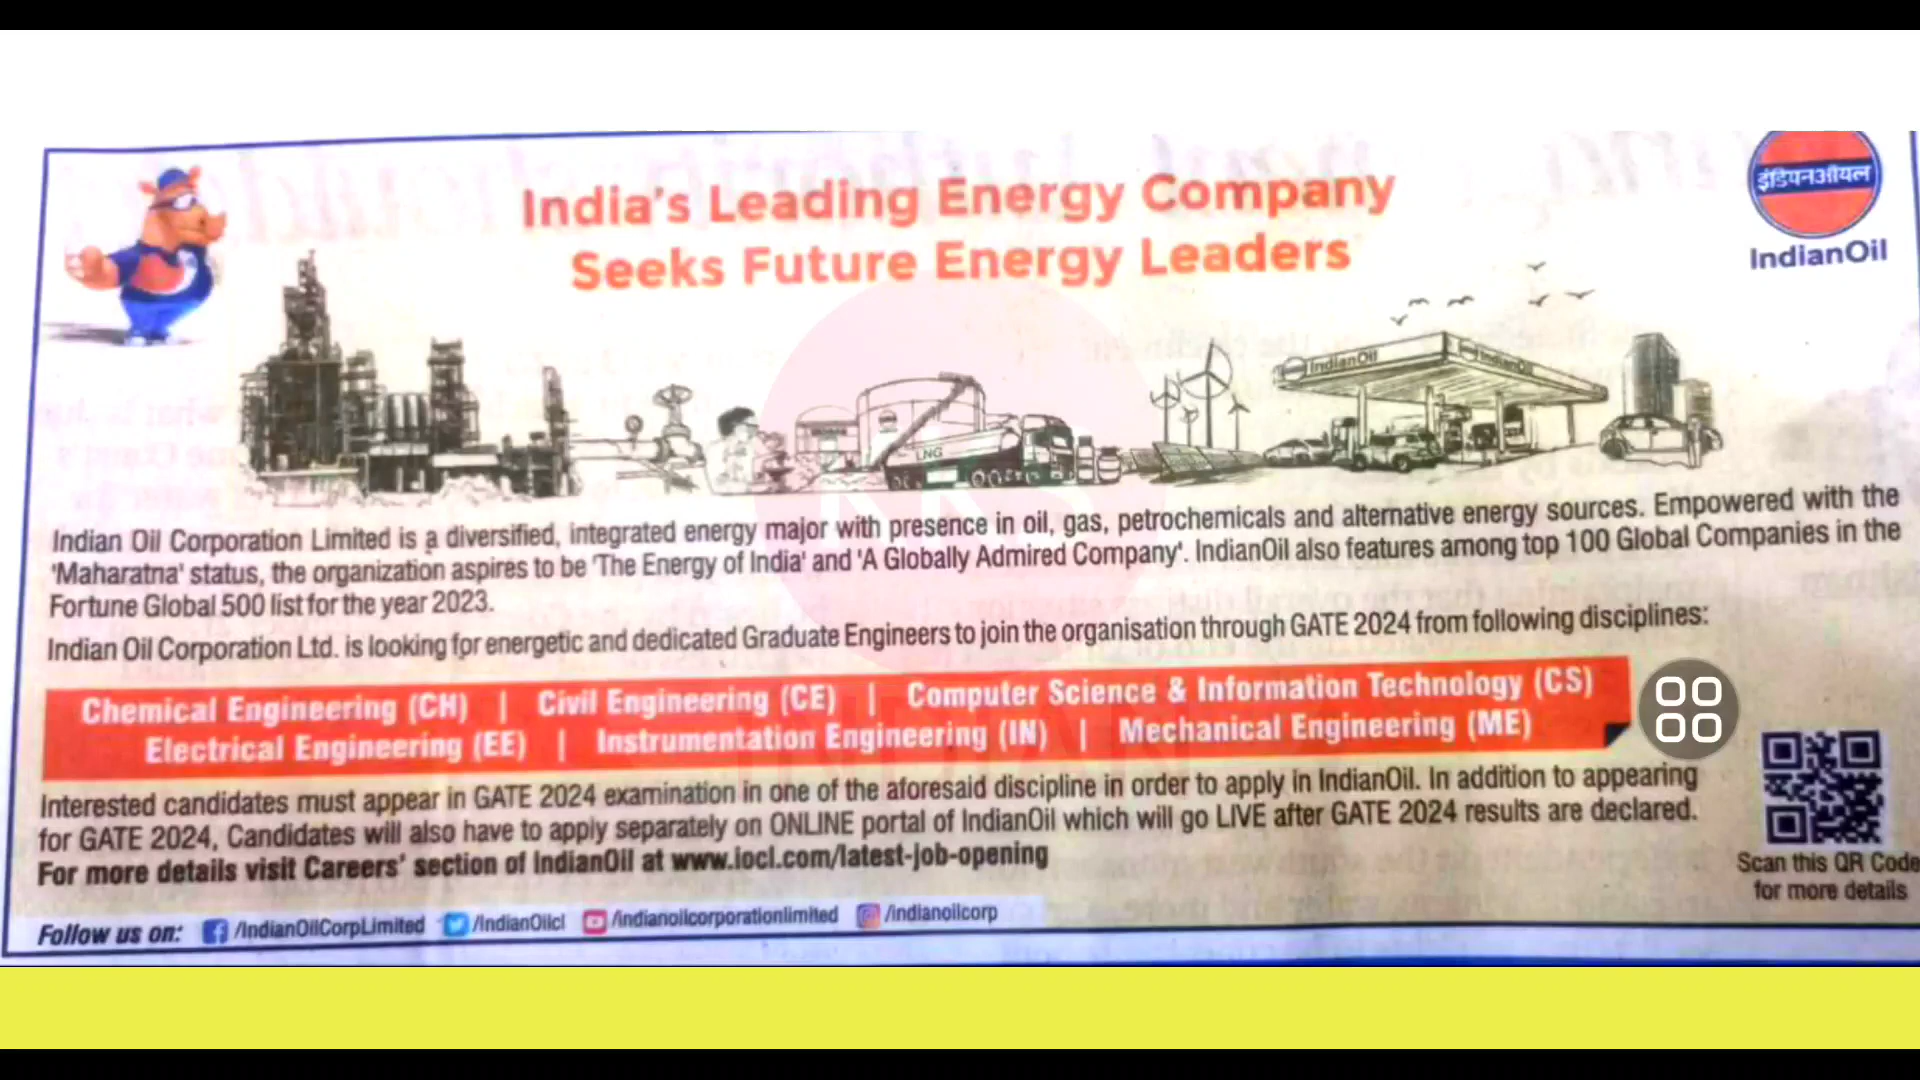 India's Leading Energy Company
Seeks Future Energy Leaders
इंडियनऑयल
IndianOil
IndianOil
IndianOil
LNG
Indian Oil Corporation Limited is a diversified, integrated energy major with presence in oil, gas, petrochemicals and alternative energy sources. Empowered with the
'Maharatna' status, the organization aspires to be 'The Energy of India' and 'A Globally Admired Company'. IndianOil also features among top 100 Global Companies in the
Fortune Global 500 list for the year 2023.
Indian Oil Corporation Ltd. is looking for energetic and dedicated Graduate Engineers to join the organisation through GATE 2024 from following disciplines:
Chemical Engineering (CH) | Civil Engineering (CE) | Computer Science & Information Technology (CS)
Electrical Engineering (EE) | Instrumentation Engineering (IN) | Mechanical Engineering (ME)
Interested candidates must appear in GATE 2024 examination in one of the aforesaid discipline in order to apply in IndianOil. In addition to appearing
for GATE 2024, Candidates will also have to apply separately on ONLINE portal of IndianOil which will go LIVE after GATE 2024 results are declared.
For more details visit Careers' section of IndianOil at www.iocl.com/latest-job-opening
Scan this QR Code
for more details
Follow us on: /IndianOilCorpLimited /IndianOilcl /indianoilcorporationlimited /indianoilcorp